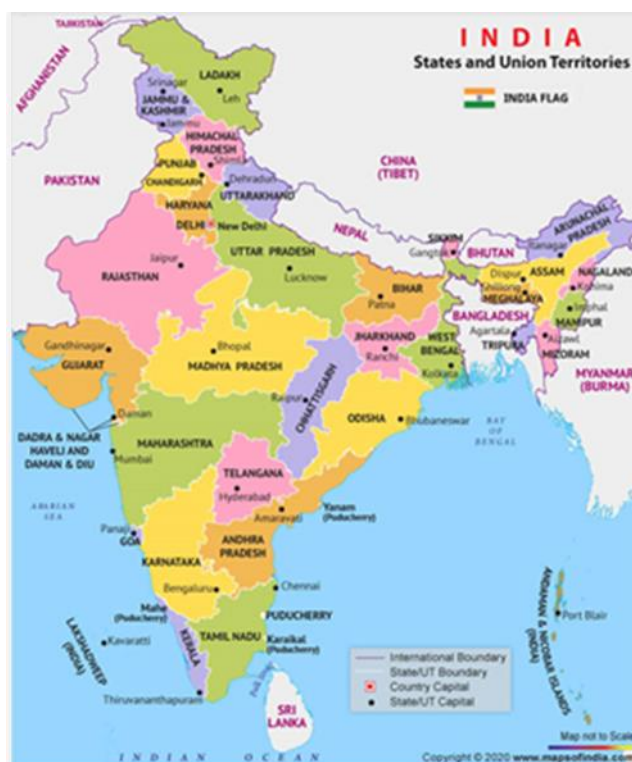 INDIA
States and Union Territories
INDIA FLAG
TAJIKISTAN
AFGHANISTAN
PAKISTAN
CHINA
(TIBET)
NEPAL
BHUTAN
BANGLADESH
MYANMAR
(BURMA)
SRI
LANKA
LADAKH
Leh
Srinagar
JAMMU &
KASHMIR
Jammu
HIMACHAL
PRADESH
Shimla
PUNJAB
CHANDIGARH
Dehradun
UTTARAKHAND
HARYANA
DELHI
New Delhi
RAJASTHAN
Jaipur
UTTAR PRADESH
Lucknow
BIHAR
Patna
SIKKIM
Gangtok
ARUNACHAL
PRADESH
Itanagar
ASSAM
Dispur
NAGALAND
Kohima
Shillong
MEGHALAYA
Imphal
MANIPUR
Agartala
TRIPURA
Aizawl
MIZORAM
GUJARAT
Gandhinagar
MADHYA PRADESH
Bhopal
JHARKHAND
Ranchi
WEST
BENGAL
Kolkata
CHHATTISGARH
Raipur
ODISHA
Bhubaneswar
Daman
DADRA & NAGAR
HAVELI AND
DAMAN & DIU
MAHARASHTRA
Mumbai
TELANGANA
Hyderabad
BAY
OF
BENGAL
ARABIAN
SEA
Panaji
GOA
KARNATAKA
Bengaluru
Amaravati
ANDHRA
PRADESH
Yanam
(Puducherry)
Chennai
Mahe
(Puducherry)
PUDUCHERRY
Karaikal
(Puducherry)
TAMIL NADU
KERALA
Thiruvananthapuram
LAKSHADWEEP
(INDIA)
Kavaratti
ANDAMAN & NICOBAR ISLANDS
(INDIA)
Port Blair
INDIAN OCEAN
International Boundary
State/UT Boundary
Country Capital
State/UT Capital
Map not to Scale
Copyright © 2020 www.mapsofindia.com